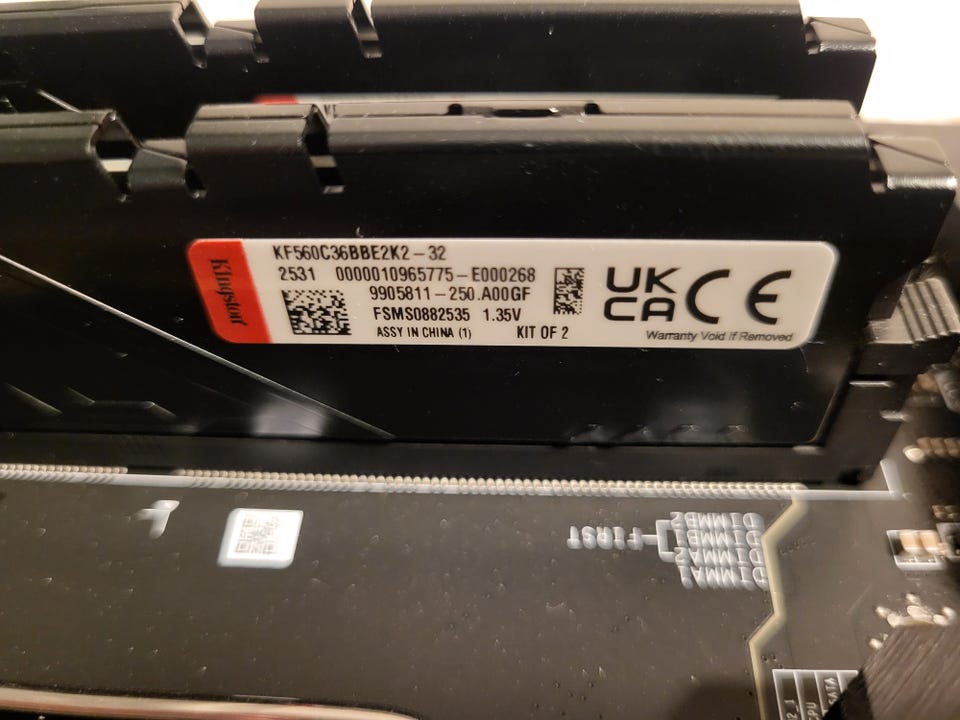 Kingston
KF560C36BBE2K2-32
2531 0000010965775-E000268
9905811-250.A00GF
FSMS0882535 1.35V
ASSY IN CHINA (1) KIT OF 2
UK
CA CE
Warranty Void If Removed
DIMMA1
DIMMA2
DIMMB1
DIMMB2
FIRST
SATA